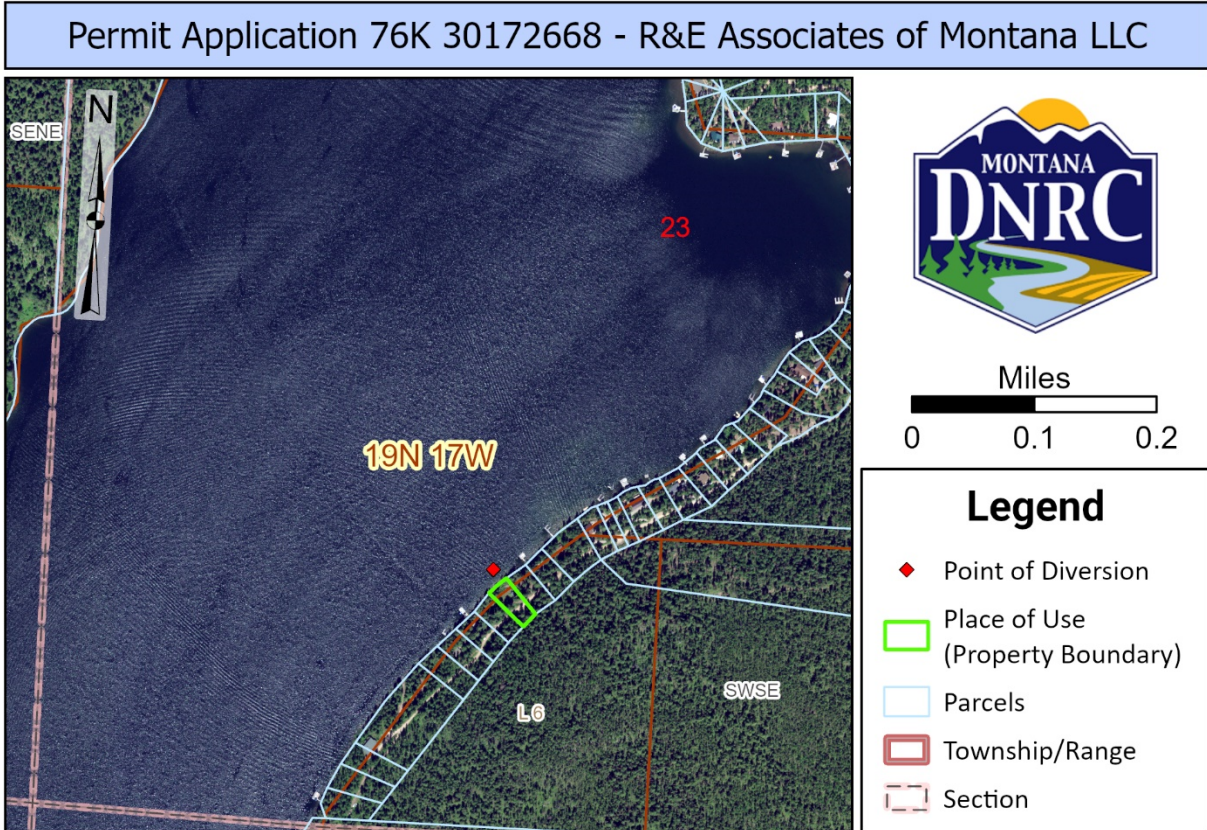 Permit Application 76K 30172668 - R&E Associates of Montana LLC
N
SENE
23
19N 17W
SWSE
L 6
MONTANA
DNRC
Miles
0 0.1 0.2
Legend
Point of Diversion
Place of Use
(Property Boundary)
Parcels
Township/Range
Section